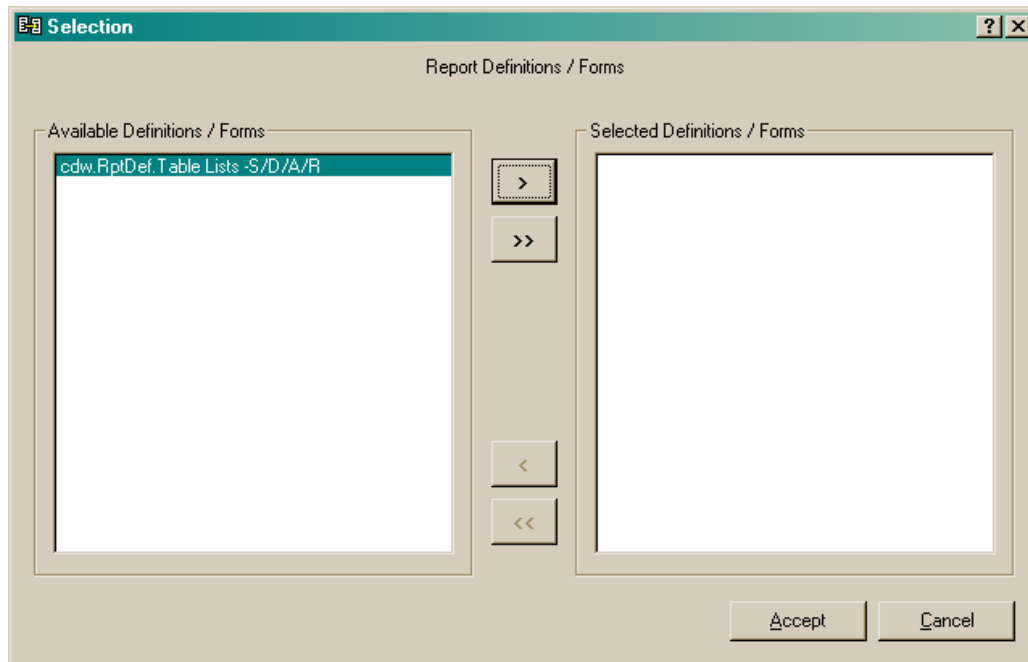 Selection
? X
Report Definitions / Forms
Available Definitions / Forms
Selected Definitions / Forms
cdw.RptDef.Table Lists -S/D/A/R
>
>>
<
<<
Accept
Cancel